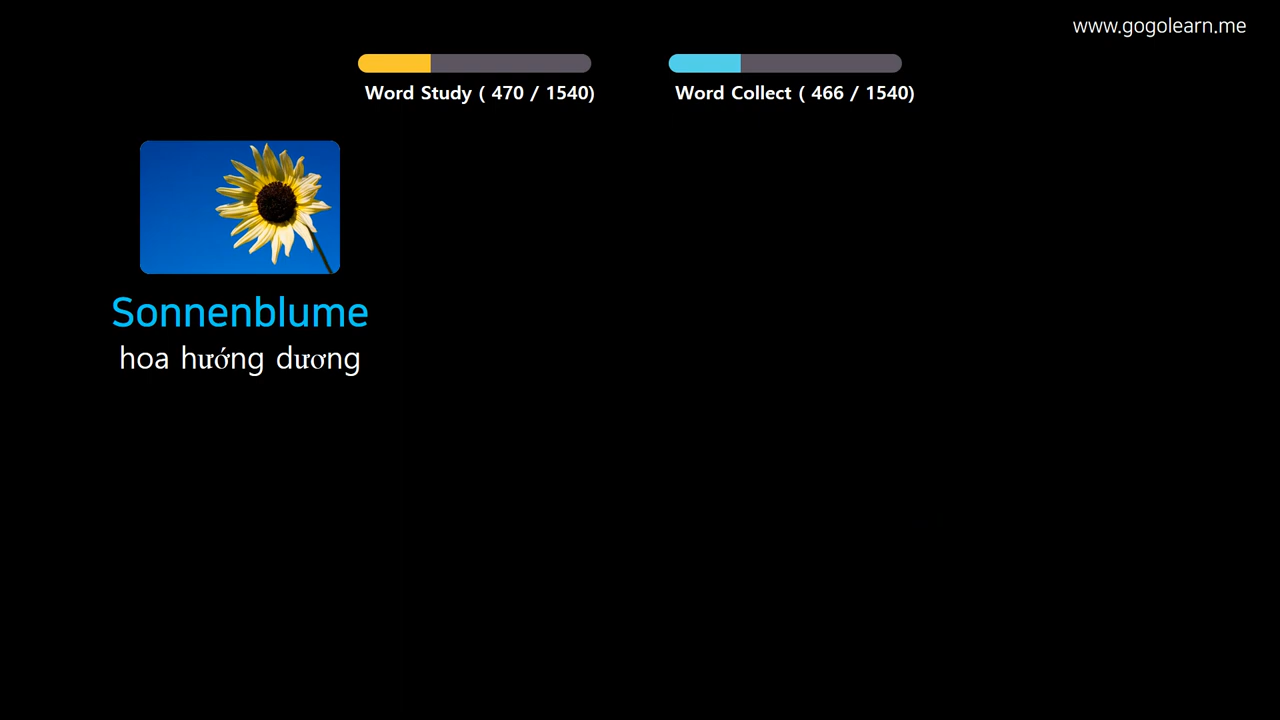 www.gogolearn.me
Word Study ( 470 / 1540)
Word Collect ( 466 / 1540)
Sonnenblume
hoa hướng dương